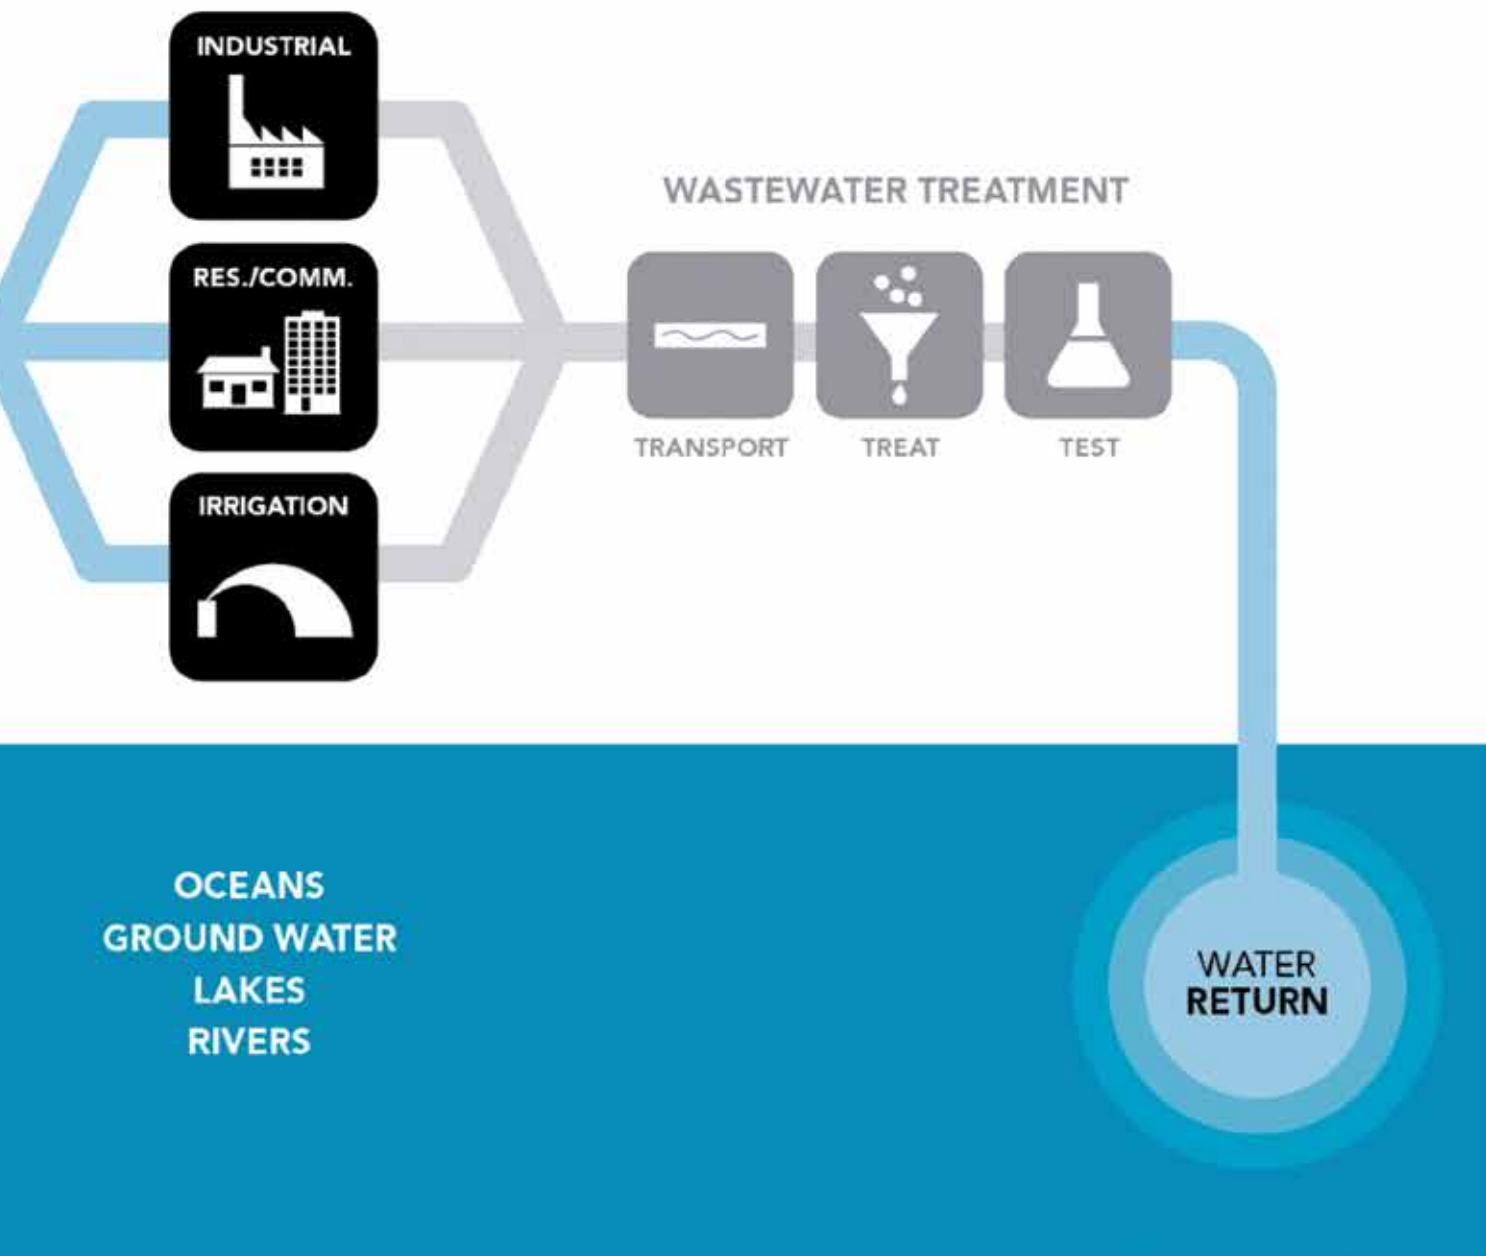 INDUSTRIAL
RES./COMM.
IRRIGATION
WASTEWATER TREATMENT
TRANSPORT
TREAT
TEST
OCEANS
GROUND WATER
LAKES
RIVERS
WATER
RETURN